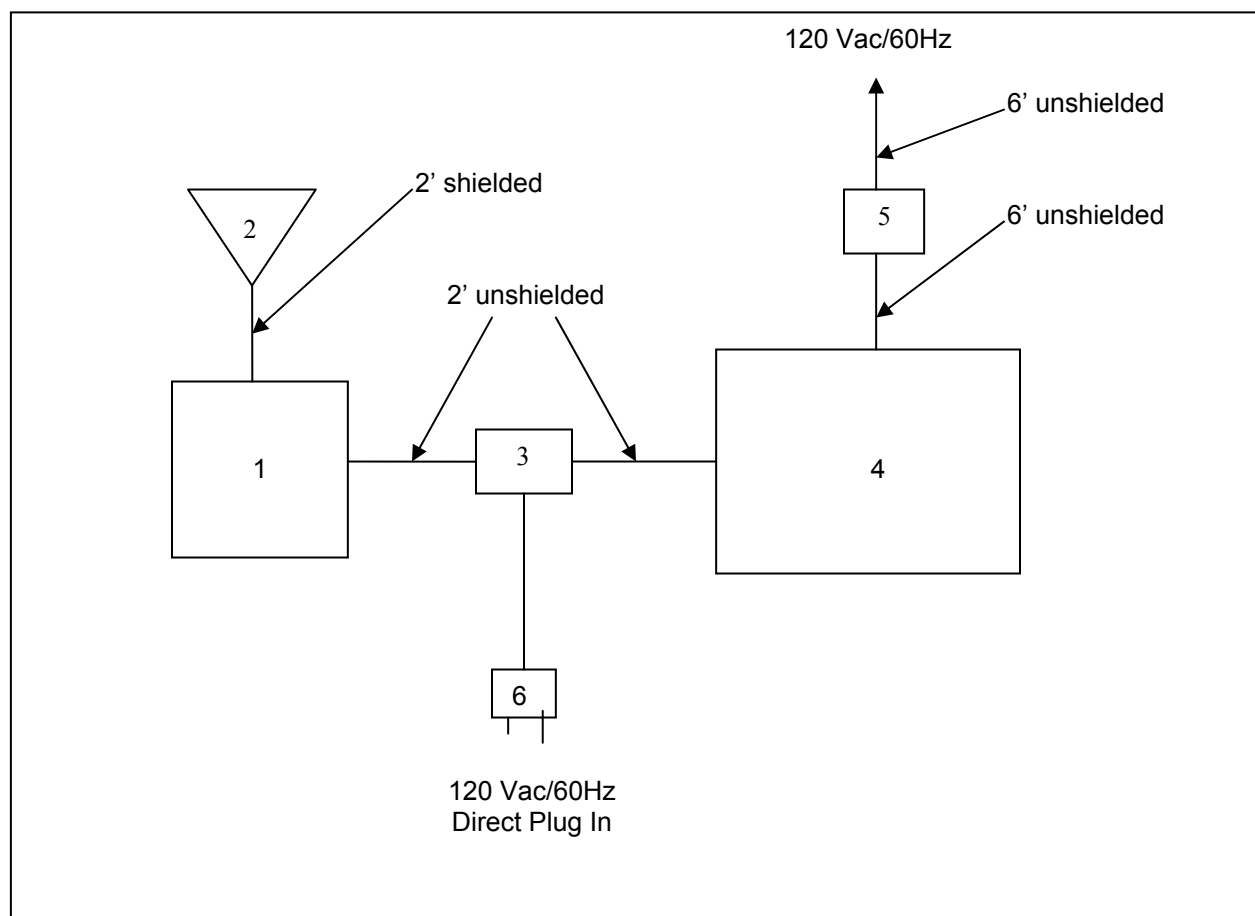 120 Vac/60Hz
6’ unshielded
2’ shielded
5
6’ unshielded
2
2’ unshielded
1
3
4
6
120 Vac/60Hz
Direct Plug In